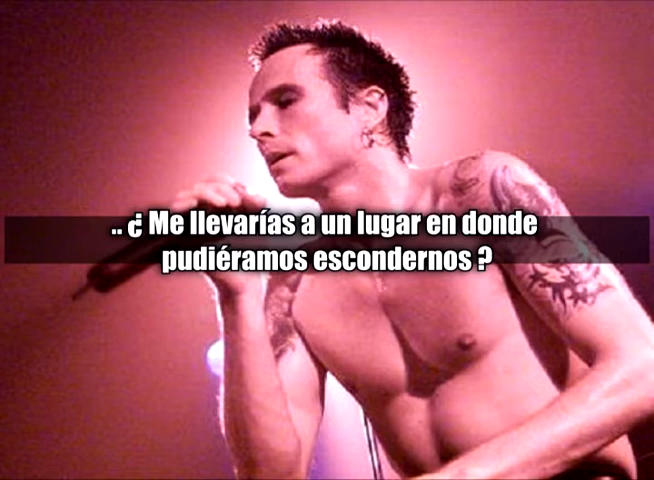 .. ¿ Me llevarías a un lugar en donde
pudiéramos escondernos ?